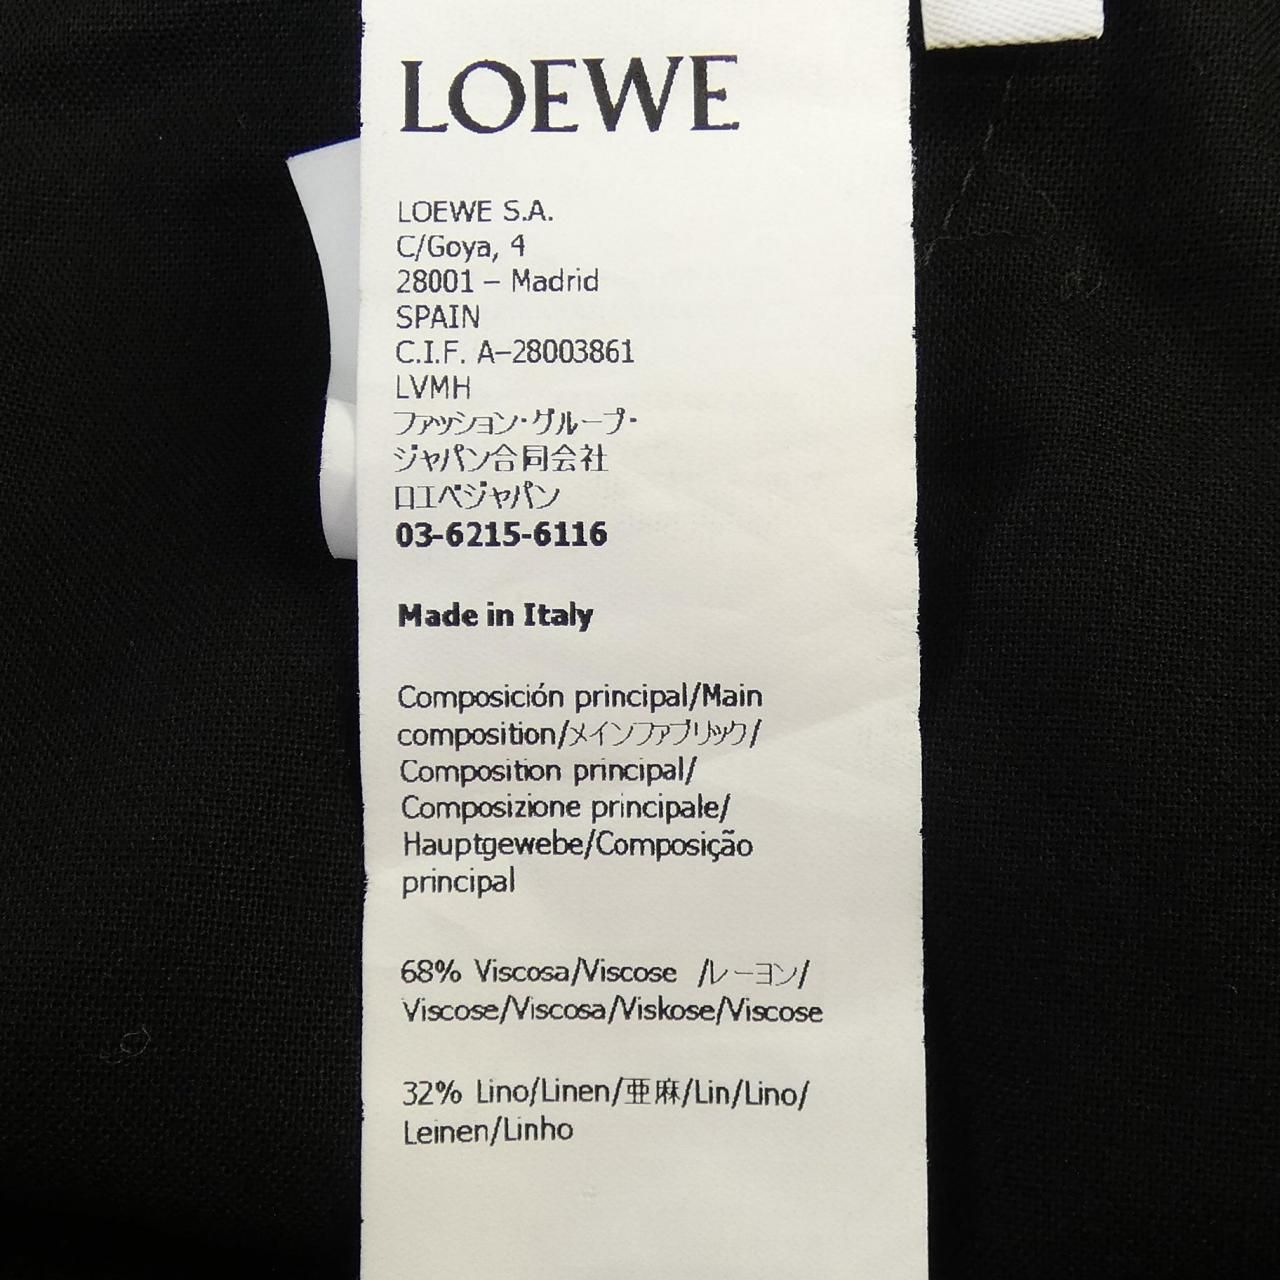 LOEWE
LOEWE S.A.
C/Goya, 4
28001 – Madrid
SPAIN
C.I.F. A–28003861
LVMH
ファッション・グループ・
ジャパン合同会社
ロエベジャパン
03-6215-6116
Made in Italy
Composición principal/Main
composition/メインファブリック/
Composition principal/
Composizione principale/
Hauptgewebe/Composição
principal
68% Viscosa/Viscose /レーヨン/
Viscose/Viscosa/Viskose/Viscose
32% Lino/Linen/亜麻/Lin/Lino/
Leinen/Linho